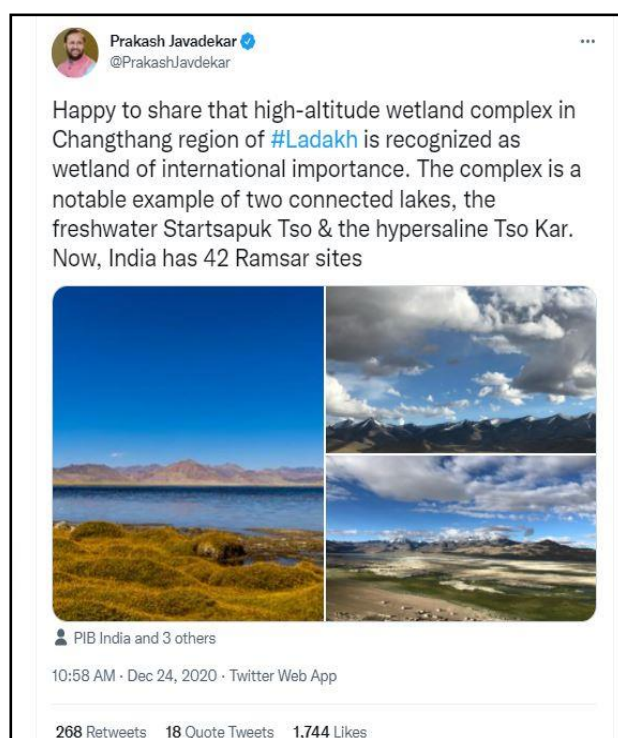 Prakash Javadekar
@PrakashJavdekar
Happy to share that high-altitude wetland complex in
Changthang region of #Ladakh is recognized as
wetland of international importance. The complex is a
notable example of two connected lakes, the
freshwater Startsapuk Tso & the hypersaline Tso Kar.
Now, India has 42 Ramsar sites
PIB India and 3 others
10:58 AM · Dec 24, 2020 · Twitter Web App
268 Retweets 18 Quote Tweets 1,744 Likes